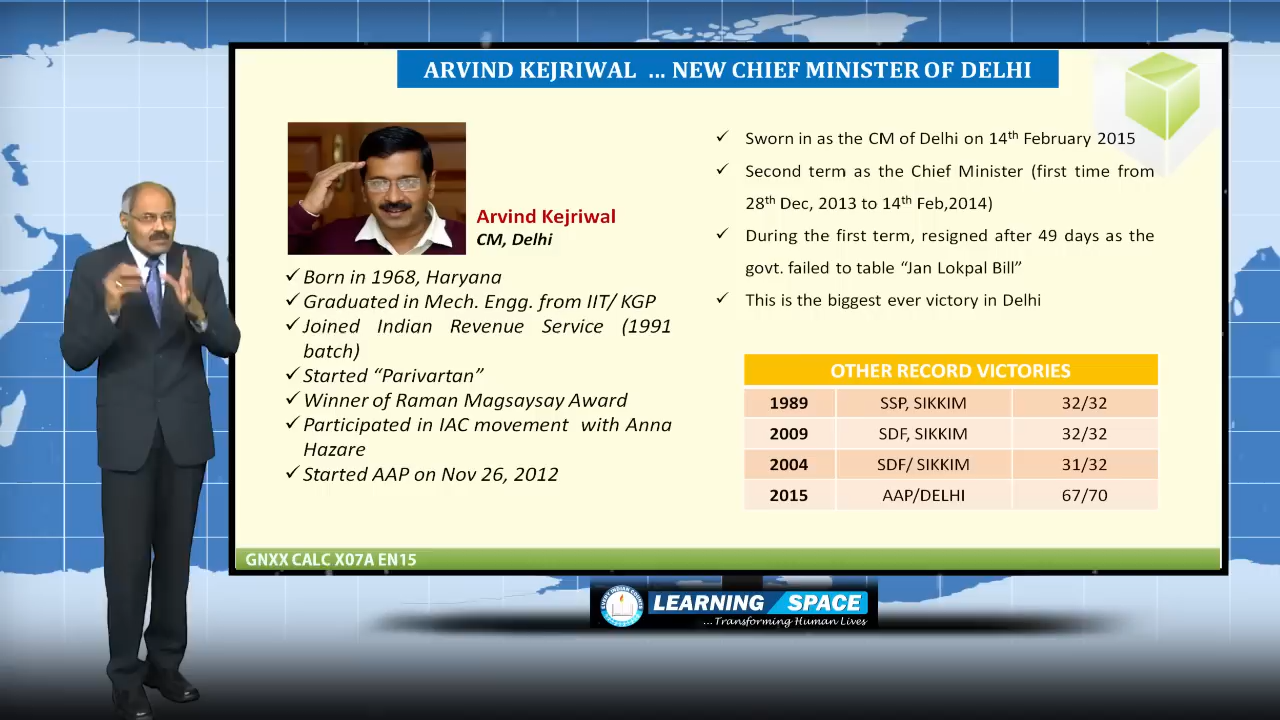 ARVIND KEJRIWAL ... NEW CHIEF MINISTER OF DELHI
Arvind Kejriwal
CM, Delhi
✓ Born in 1968, Haryana
✓ Graduated in Mech. Engg. from IIT/ KGP
✓ Joined Indian Revenue Service (1991
batch)
✓ Started “Parivartan”
✓ Winner of Raman Magsaysay Award
✓ Participated in IAC movement with Anna
Hazare
✓ Started AAP on Nov 26, 2012
✓ Sworn in as the CM of Delhi on 14th February 2015
✓ Second term as the Chief Minister (first time from
28th Dec, 2013 to 14th Feb,2014)
✓ During the first term, resigned after 49 days as the
govt. failed to table “Jan Lokpal Bill”
✓ This is the biggest ever victory in Delhi
OTHER RECORD VICTORIES
1989 SSP, SIKKIM 32/32
2009 SDF, SIKKIM 32/32
2004 SDF/ SIKKIM 31/32
2015 AAP/DELHI 67/70
GNXX CALC X07A EN15
LEARNING SPACE
...Transforming Human Lives